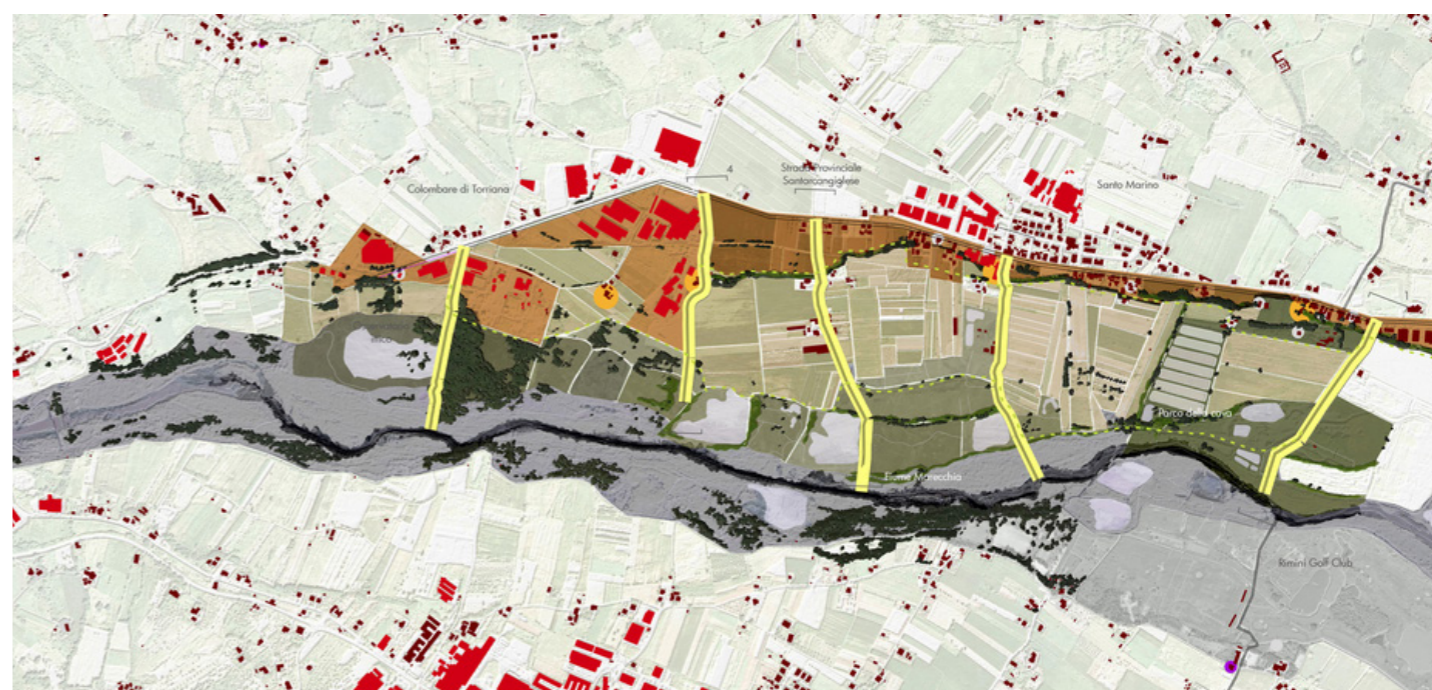 4
Strada Provinciale
Santarcangiolese
Colombare di Torriana
Santo Marino
Parco della cava
Fiume Marecchia
Rimini Golf Club